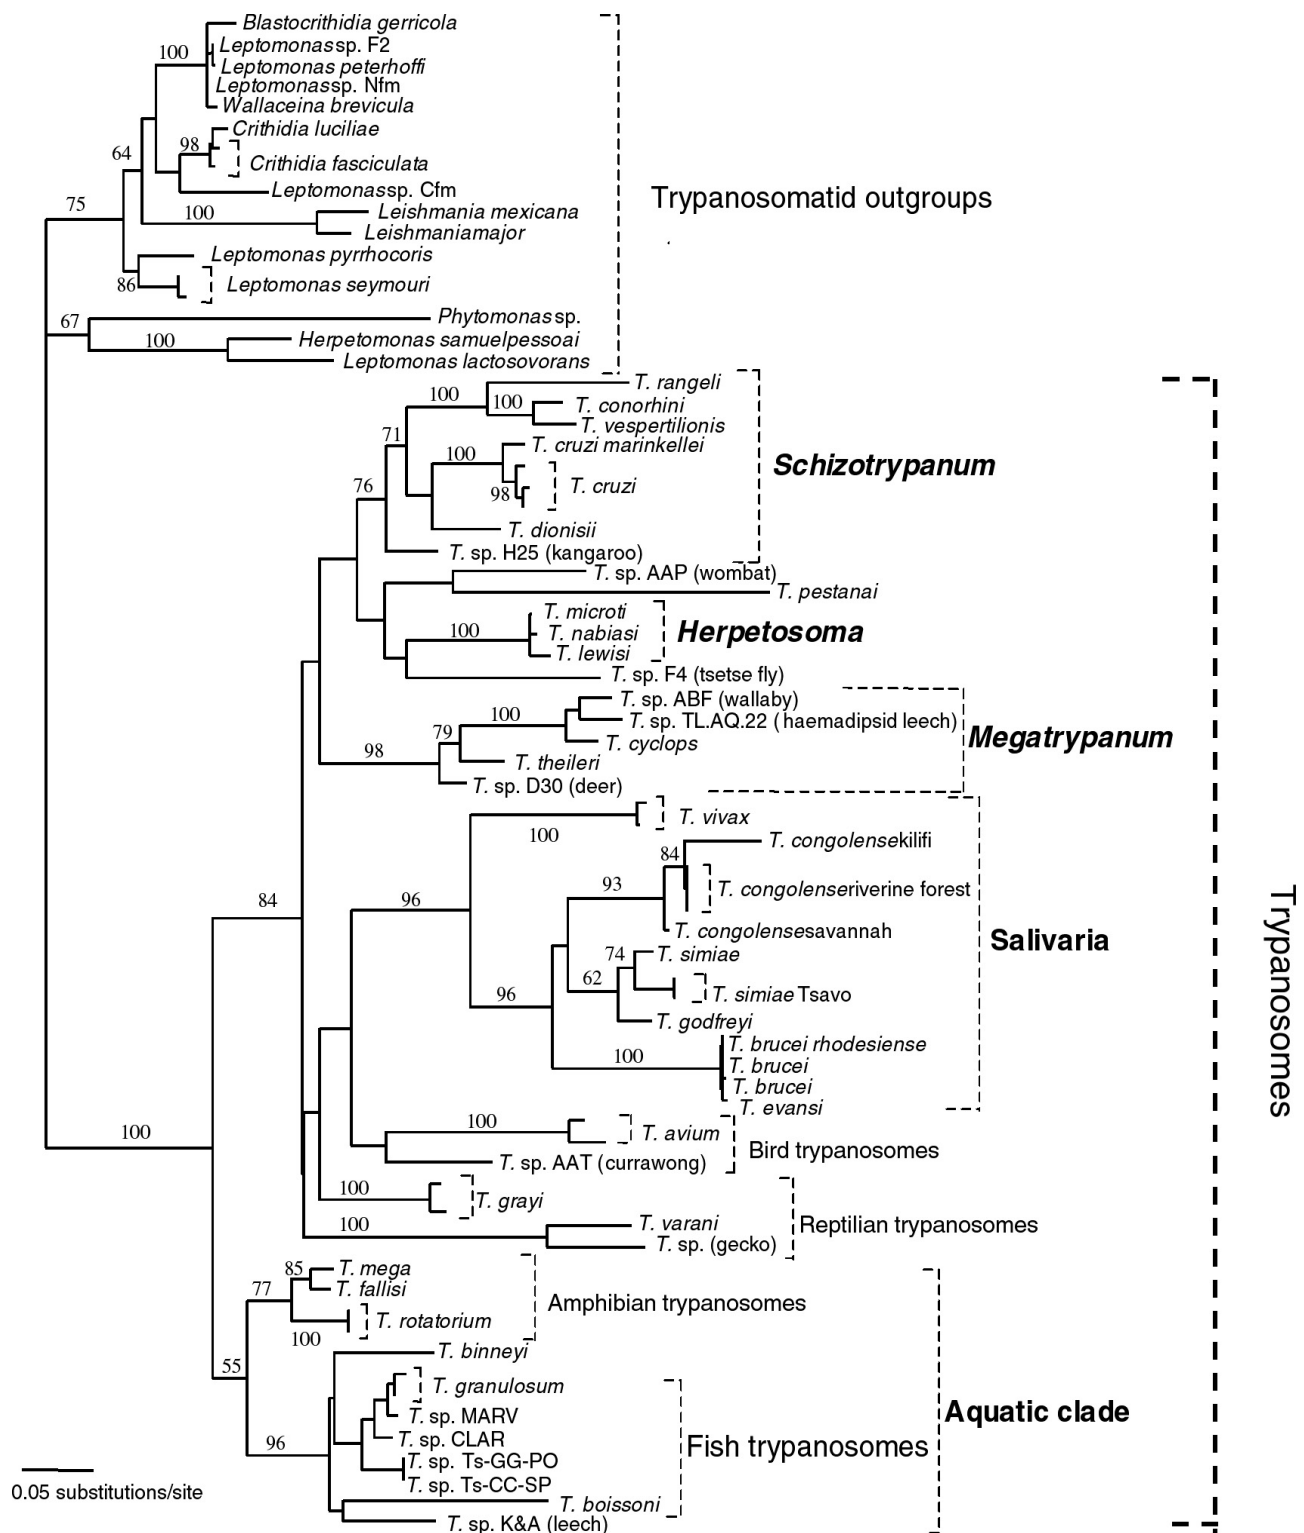 Blastocrithidia gerricola
Leptomonassp. F2
100
Leptomonas peterhoffi
Leptomonassp. Nfm
Wallaceina brevicula
Crithidia luciliae
98
64
Crithidia fasciculata
Leptomonassp. Cfm
Trypanosomatid outgroups
75
100
Leishmania mexicana
Leishmaniamajor
Leptomonas pyrrhocoris
86
Leptomonas seymouri
67
Phytomonassp.
100
Herpetomonas samuelpessoai
Leptomonas lactosovorans
T. rangeli
100
100
T. conorhini
T. vespertilionis
71
T. cruzi marinkellei
100
Schizotrypanum
76
98
T. cruzi
T. dionisii
T. sp. H25 (kangaroo)
T. sp. AAP (wombat)
T. pestanai
T. microti
100
T. nabiasi
Herpetosoma
T. lewisi
T. sp. F4 (tsetse fly)
T. sp. ABF (wallaby)
100
T. sp. TL.AQ.22 (haemadipsid leech)
79
T. cyclops
Megatrypanum
98
T. theileri
T. sp. D30 (deer)
T. vivax
100
T. congolensekilifi
84
93
T. congolenseriverine forest
84
96
T. congolensesavannah
Salivaria
74
T. simiae
62
96
T. simiae Tsavo
T. godfreyi
T. brucei rhodesiense
100
T. brucei
T. brucei
T. evansi
Trypanosomes
100
100
T. avium
Bird trypanosomes
T. sp. AAT (currawong)
100
T. grayi
100
T. varani
Reptilian trypanosomes
T. sp. (gecko)
85
T. mega
77
T. fallisi
Amphibian trypanosomes
T. rotatorium
100
55
T. binneyi
T. granulosum
T. sp. MARV
Aquatic clade
96
T. sp. CLAR
Fish trypanosomes
T. sp. Ts-GG-PO
T. sp. Ts-CC-SP
0.05 substitutions/site
T. boissoni
T. sp. K&A (leech)